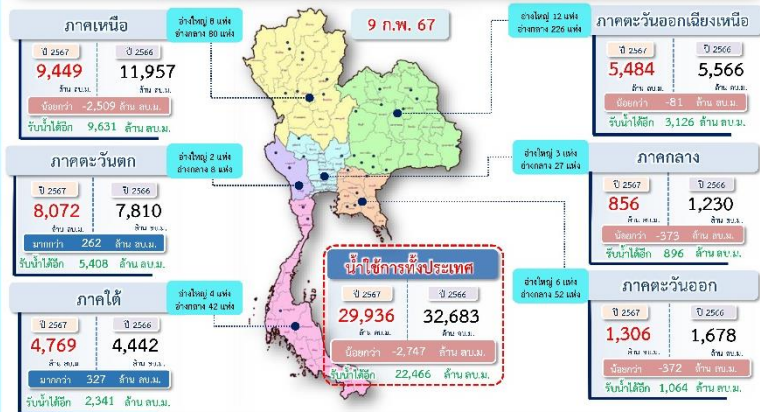 9 ก.พ. 67
ภาคเหนือ
อ่างใหญ่ 8 แห่ง
อ่างกลาง 80 แห่ง
ปี 2567 ปี 2566
9,449 11,957
ล้าน ลบ.ม. ล้าน ลบ.ม.
น้อยกว่า -2,509 ล้าน ลบ.ม.
รับน้ำได้อีก 9,631 ล้าน ลบ.ม.
ภาคตะวันออกเฉียงเหนือ
อ่างใหญ่ 12 แห่ง
อ่างกลาง 226 แห่ง
ปี 2567 ปี 2566
5,484 5,566
ล้าน ลบ.ม. ล้าน ลบ.ม.
น้อยกว่า -81 ล้าน ลบ.ม.
รับน้ำได้อีก 3,126 ล้าน ลบ.ม.
ภาคตะวันตก
อ่างใหญ่ 2 แห่ง
อ่างกลาง 8 แห่ง
ปี 2567 ปี 2566
8,072 7,810
ล้าน ลบ.ม. ล้าน ลบ.ม.
มากกว่า 262 ล้าน ลบ.ม.
รับน้ำได้อีก 5,408 ล้าน ลบ.ม.
ภาคกลาง
อ่างใหญ่ 3 แห่ง
อ่างกลาง 27 แห่ง
ปี 2567 ปี 2566
856 1,230
ล้าน ลบ.ม. ล้าน ลบ.ม.
น้อยกว่า -373 ล้าน ลบ.ม.
รับน้ำได้อีก 896 ล้าน ลบ.ม.
ภาคใต้
อ่างใหญ่ 4 แห่ง
อ่างกลาง 42 แห่ง
ปี 2567 ปี 2566
4,769 4,442
ล้าน ลบ.ม. ล้าน ลบ.ม.
มากกว่า 327 ล้าน ลบ.ม.
รับน้ำได้อีก 2,341 ล้าน ลบ.ม.
น้ำใช้การทั้งประเทศ
ปี 2567 ปี 2566
29,936 32,683
ล้าน ลบ.ม. ล้าน ลบ.ม.
น้อยกว่า -2,747 ล้าน ลบ.ม.
รับน้ำได้อีก 22,466 ล้าน ลบ.ม.
ภาคตะวันออก
อ่างใหญ่ 6 แห่ง
อ่างกลาง 52 แห่ง
ปี 2567 ปี 2566
1,306 1,678
ล้าน ลบ.ม. ล้าน ลบ.ม.
น้อยกว่า -372 ล้าน ลบ.ม.
รับน้ำได้อีก 1,064 ล้าน ลบ.ม.